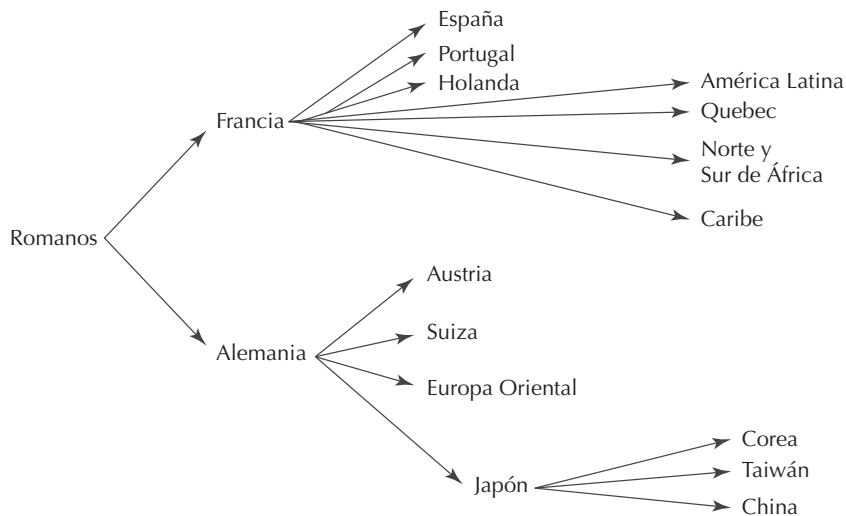 España
Portugal
Holanda
América Latina
Francia
Quebec
Norte y
Sur de África
Caribe
Romanos
Austria
Suiza
Alemania
Europa Oriental
Corea
Taiwán
Japón
China